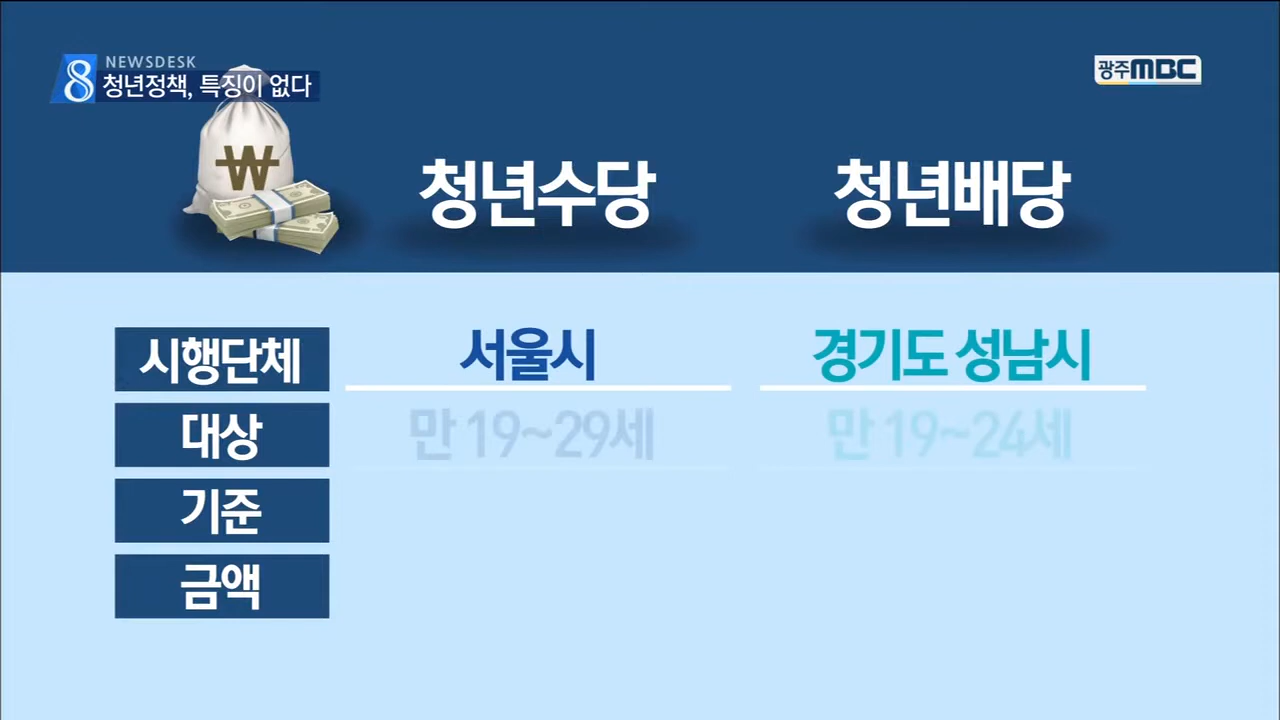 NEWSDESK
8 청년정책, 특징이 없다
광주MBC
₩
청년수당 청년배당
시행단체 서울시 경기도 성남시
대상 만 19~29세 만 19~24세
기준
금액